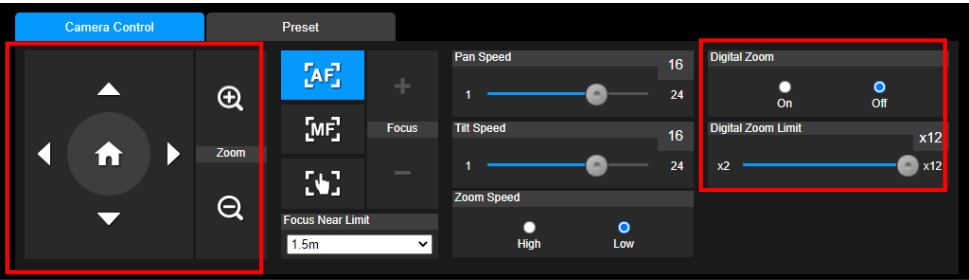 Camera Control
Preset
Zoom
AF
MF
Focus
Focus Near Limit
1.5m
Pan Speed
16
1
24
Tilt Speed
16
1
24
Zoom Speed
High
Low
Digital Zoom
On
Off
Digital Zoom Limit
x12
x2
x12